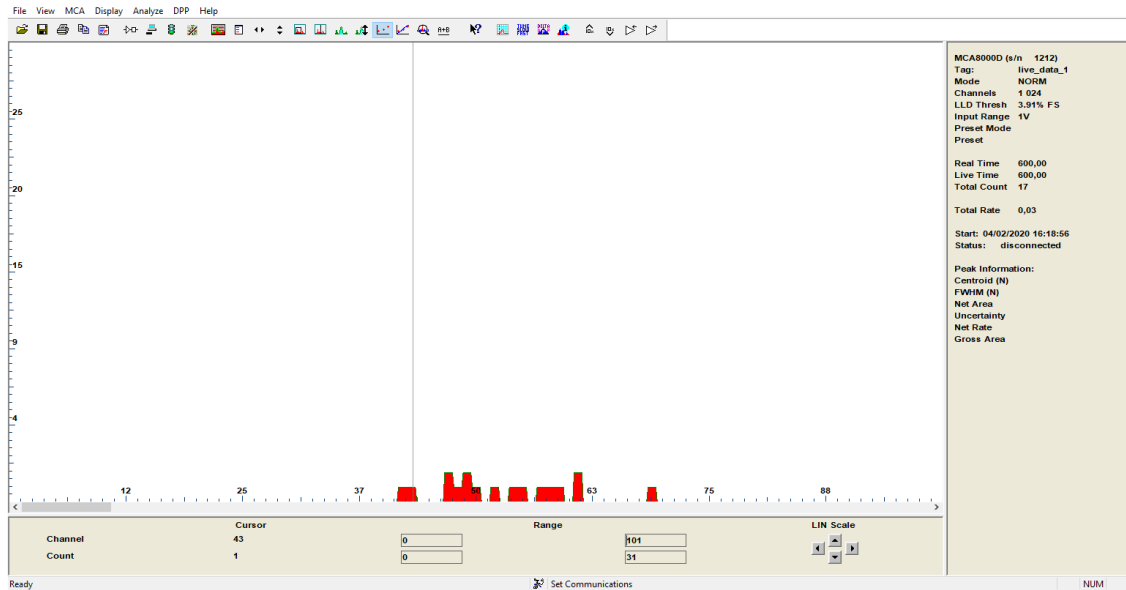 File View MCA Display Analyze DPP Help
A+B
25
20
15
9
4
12 25 37 50 63 75 88
MCA8000D (s/n 1212)
Tag: live_data_1
Mode NORM
Channels 1 024
LLD Thresh 3.91% FS
Input Range 1V
Preset Mode
Preset
Real Time 600,00
Live Time 600,00
Total Count 17
Total Rate 0,03
Start: 04/02/2020 16:18:56
Status: disconnected
Peak Information:
Centroid (N)
FWHM (N)
Net Area
Uncertainty
Net Rate
Gross Area
Cursor Range LIN Scale
Channel 43 0 101
Count 1 0 31
Ready Set Communications NUM